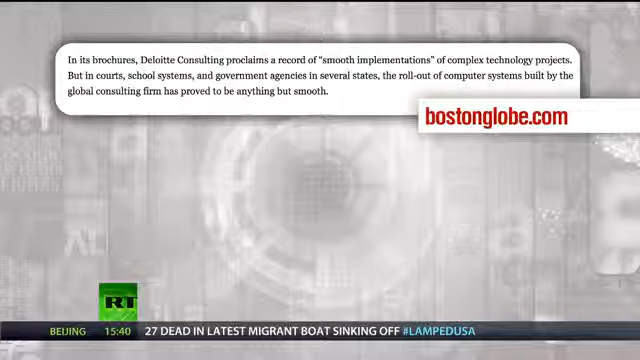 In its brochures, Deloitte Consulting proclaims a record of “smooth implementations” of complex technology projects.
But in courts, school systems, and government agencies in several states, the roll-out of computer systems built by the
global consulting firm has proved to be anything but smooth.
bostonglobe.com
RT
BEIJING 15:40 27 DEAD IN LATEST MIGRANT BOAT SINKING OFF #LAMPEDUSA